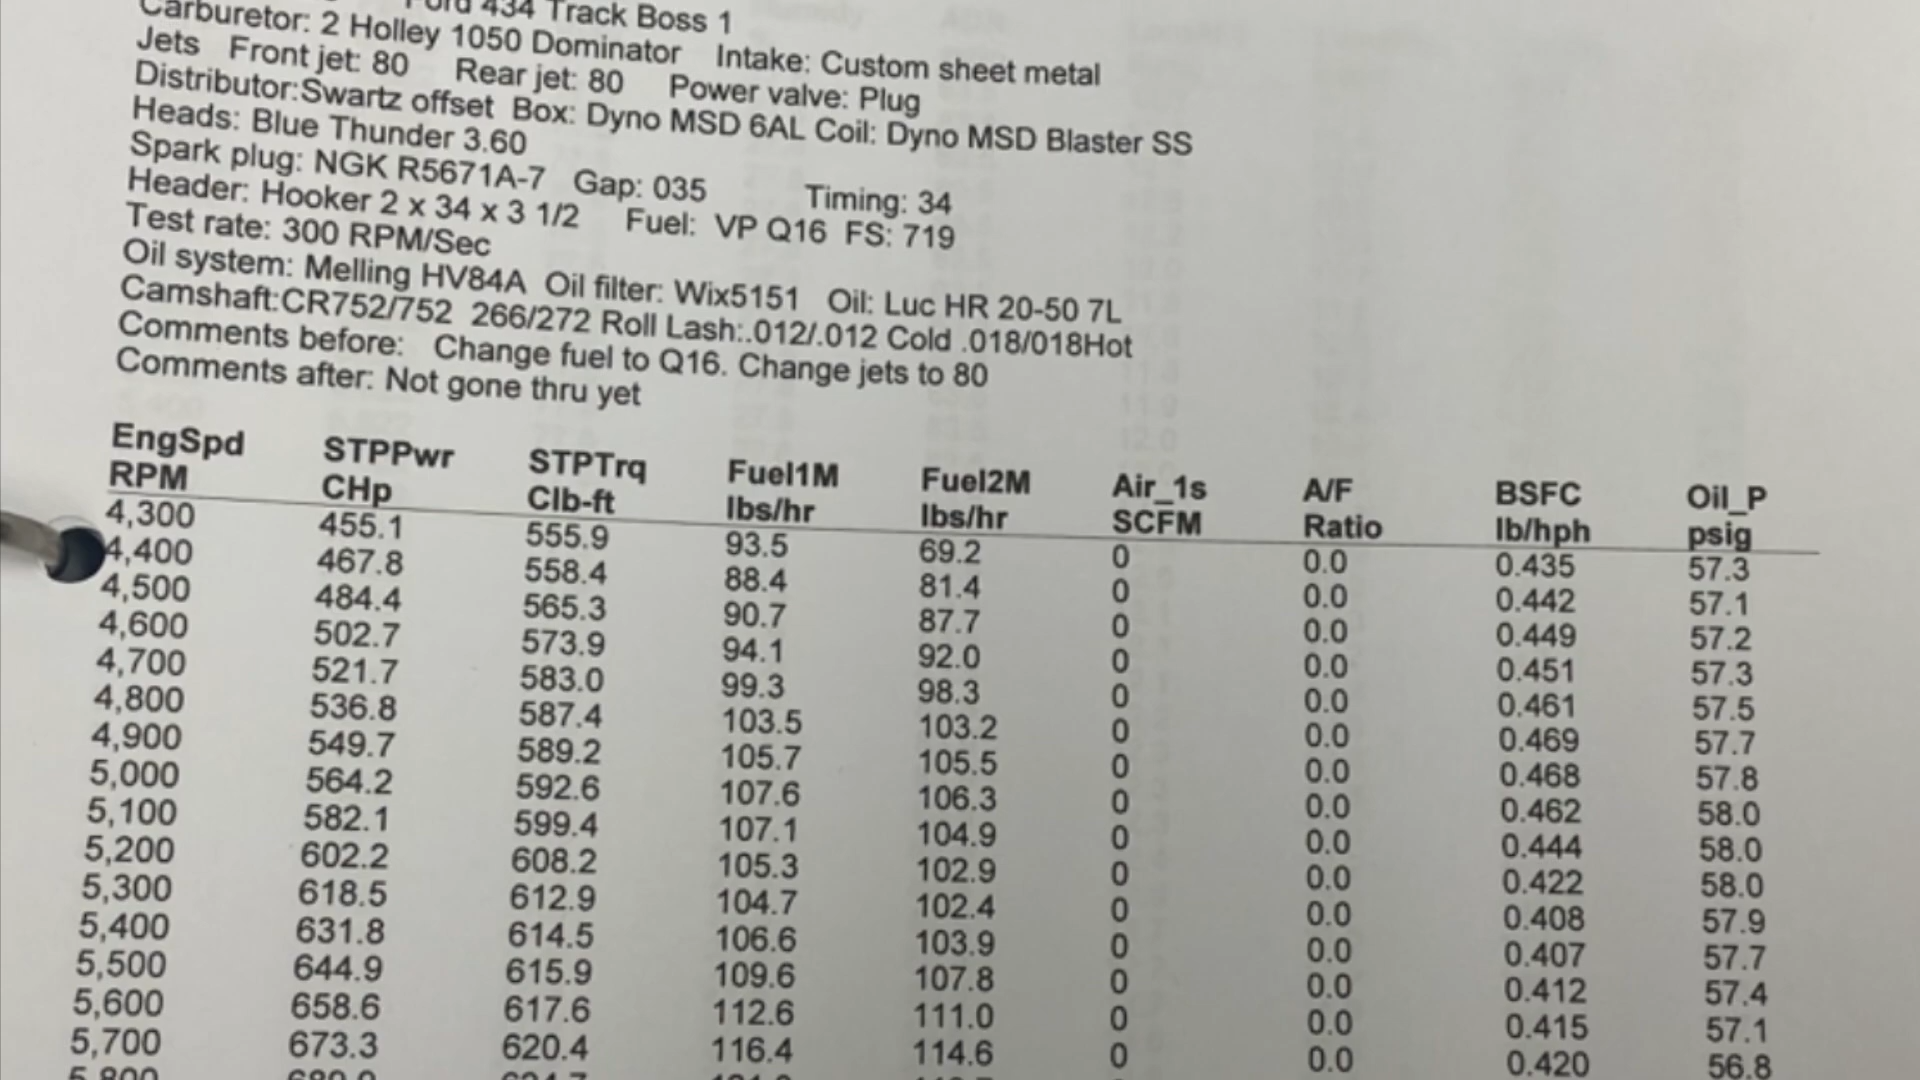 Ford 434 Track Boss 1
Carburetor: 2 Holley 1050 Dominator Intake: Custom sheet metal
Jets Front jet: 80 Rear jet: 80 Power valve: Plug
Distributor:Swartz offset Box: Dyno MSD 6AL Coil: Dyno MSD Blaster SS
Heads: Blue Thunder 3.60
Spark plug: NGK R5671A-7 Gap: 035 Timing: 34
Header: Hooker 2 x 34 x 3 1/2 Fuel: VP Q16 FS: 719
Test rate: 300 RPM/Sec
Oil system: Melling HV84A Oil filter: Wix5151 Oil: Luc HR 20-50 7L
Camshaft:CR752/752 266/272 Roll Lash:.012/.012 Cold .018/018Hot
Comments before: Change fuel to Q16. Change jets to 80
Comments after: Not gone thru yet
EngSpd STPPwr STPTrq Fuel1M Fuel2M Air_1s A/F BSFC Oil_P
RPM CHp Clb-ft lbs/hr lbs/hr SCFM Ratio lb/hph psig
4,300 455.1 555.9 93.5 69.2 0 0.0 0.435 57.3
4,400 467.8 558.4 88.4 81.4 0 0.0 0.442 57.1
4,500 484.4 565.3 90.7 87.7 0 0.0 0.449 57.2
4,600 502.7 573.9 94.1 92.0 0 0.0 0.451 57.3
4,700 521.7 583.0 99.3 98.3 0 0.0 0.461 57.5
4,800 536.8 587.4 103.5 103.2 0 0.0 0.469 57.7
4,900 549.7 589.2 105.7 105.5 0 0.0 0.468 57.8
5,000 564.2 592.6 107.6 106.3 0 0.0 0.462 58.0
5,100 582.1 599.4 107.1 104.9 0 0.0 0.444 58.0
5,200 602.2 608.2 105.3 102.9 0 0.0 0.422 58.0
5,300 618.5 612.9 104.7 102.4 0 0.0 0.408 57.9
5,400 631.8 614.5 106.6 103.9 0 0.0 0.407 57.7
5,500 644.9 615.9 109.6 107.8 0 0.0 0.412 57.4
5,600 658.6 617.6 112.6 111.0 0 0.0 0.415 57.1
5,700 673.3 620.4 116.4 114.6 0 0.0 0.420 56.8
5,800